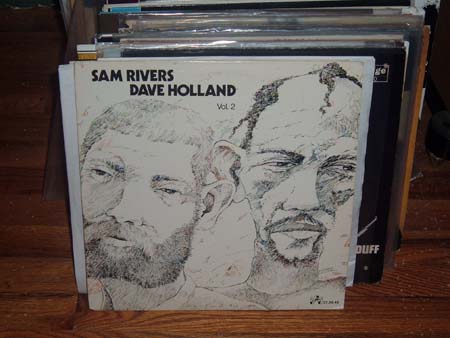 SAM RIVERS
DAVE HOLLAND
Vol. 2
DUFF